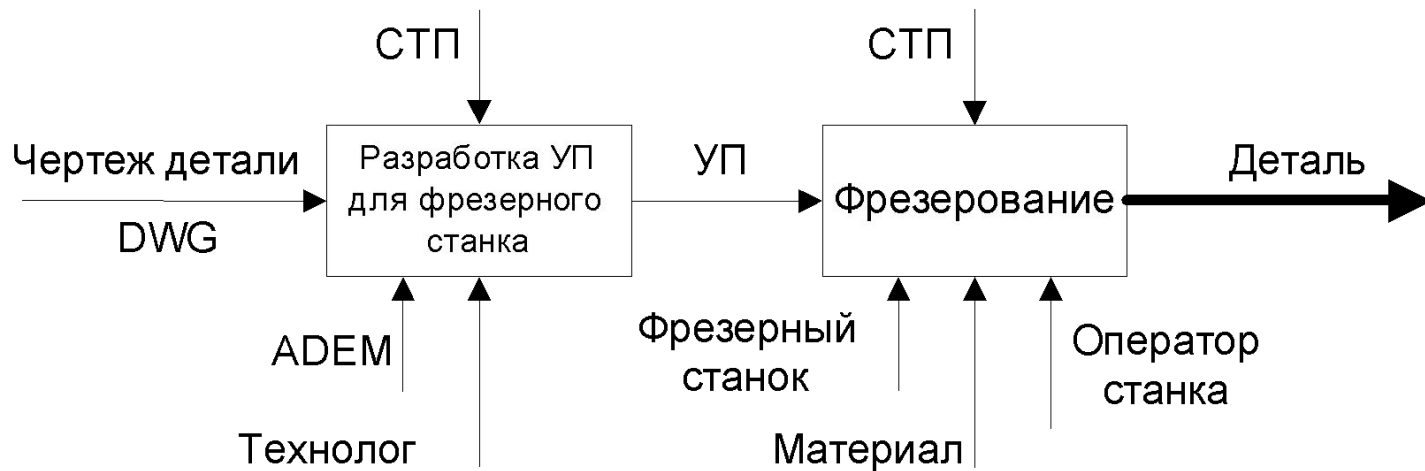 СТП
СТП
Чертеж детали
DWG
Разработка УП
для фрезерного
станка
УП
Фрезерование
Деталь
ADEM
Технолог
Фрезерный
станок
Материал
Оператор
станка